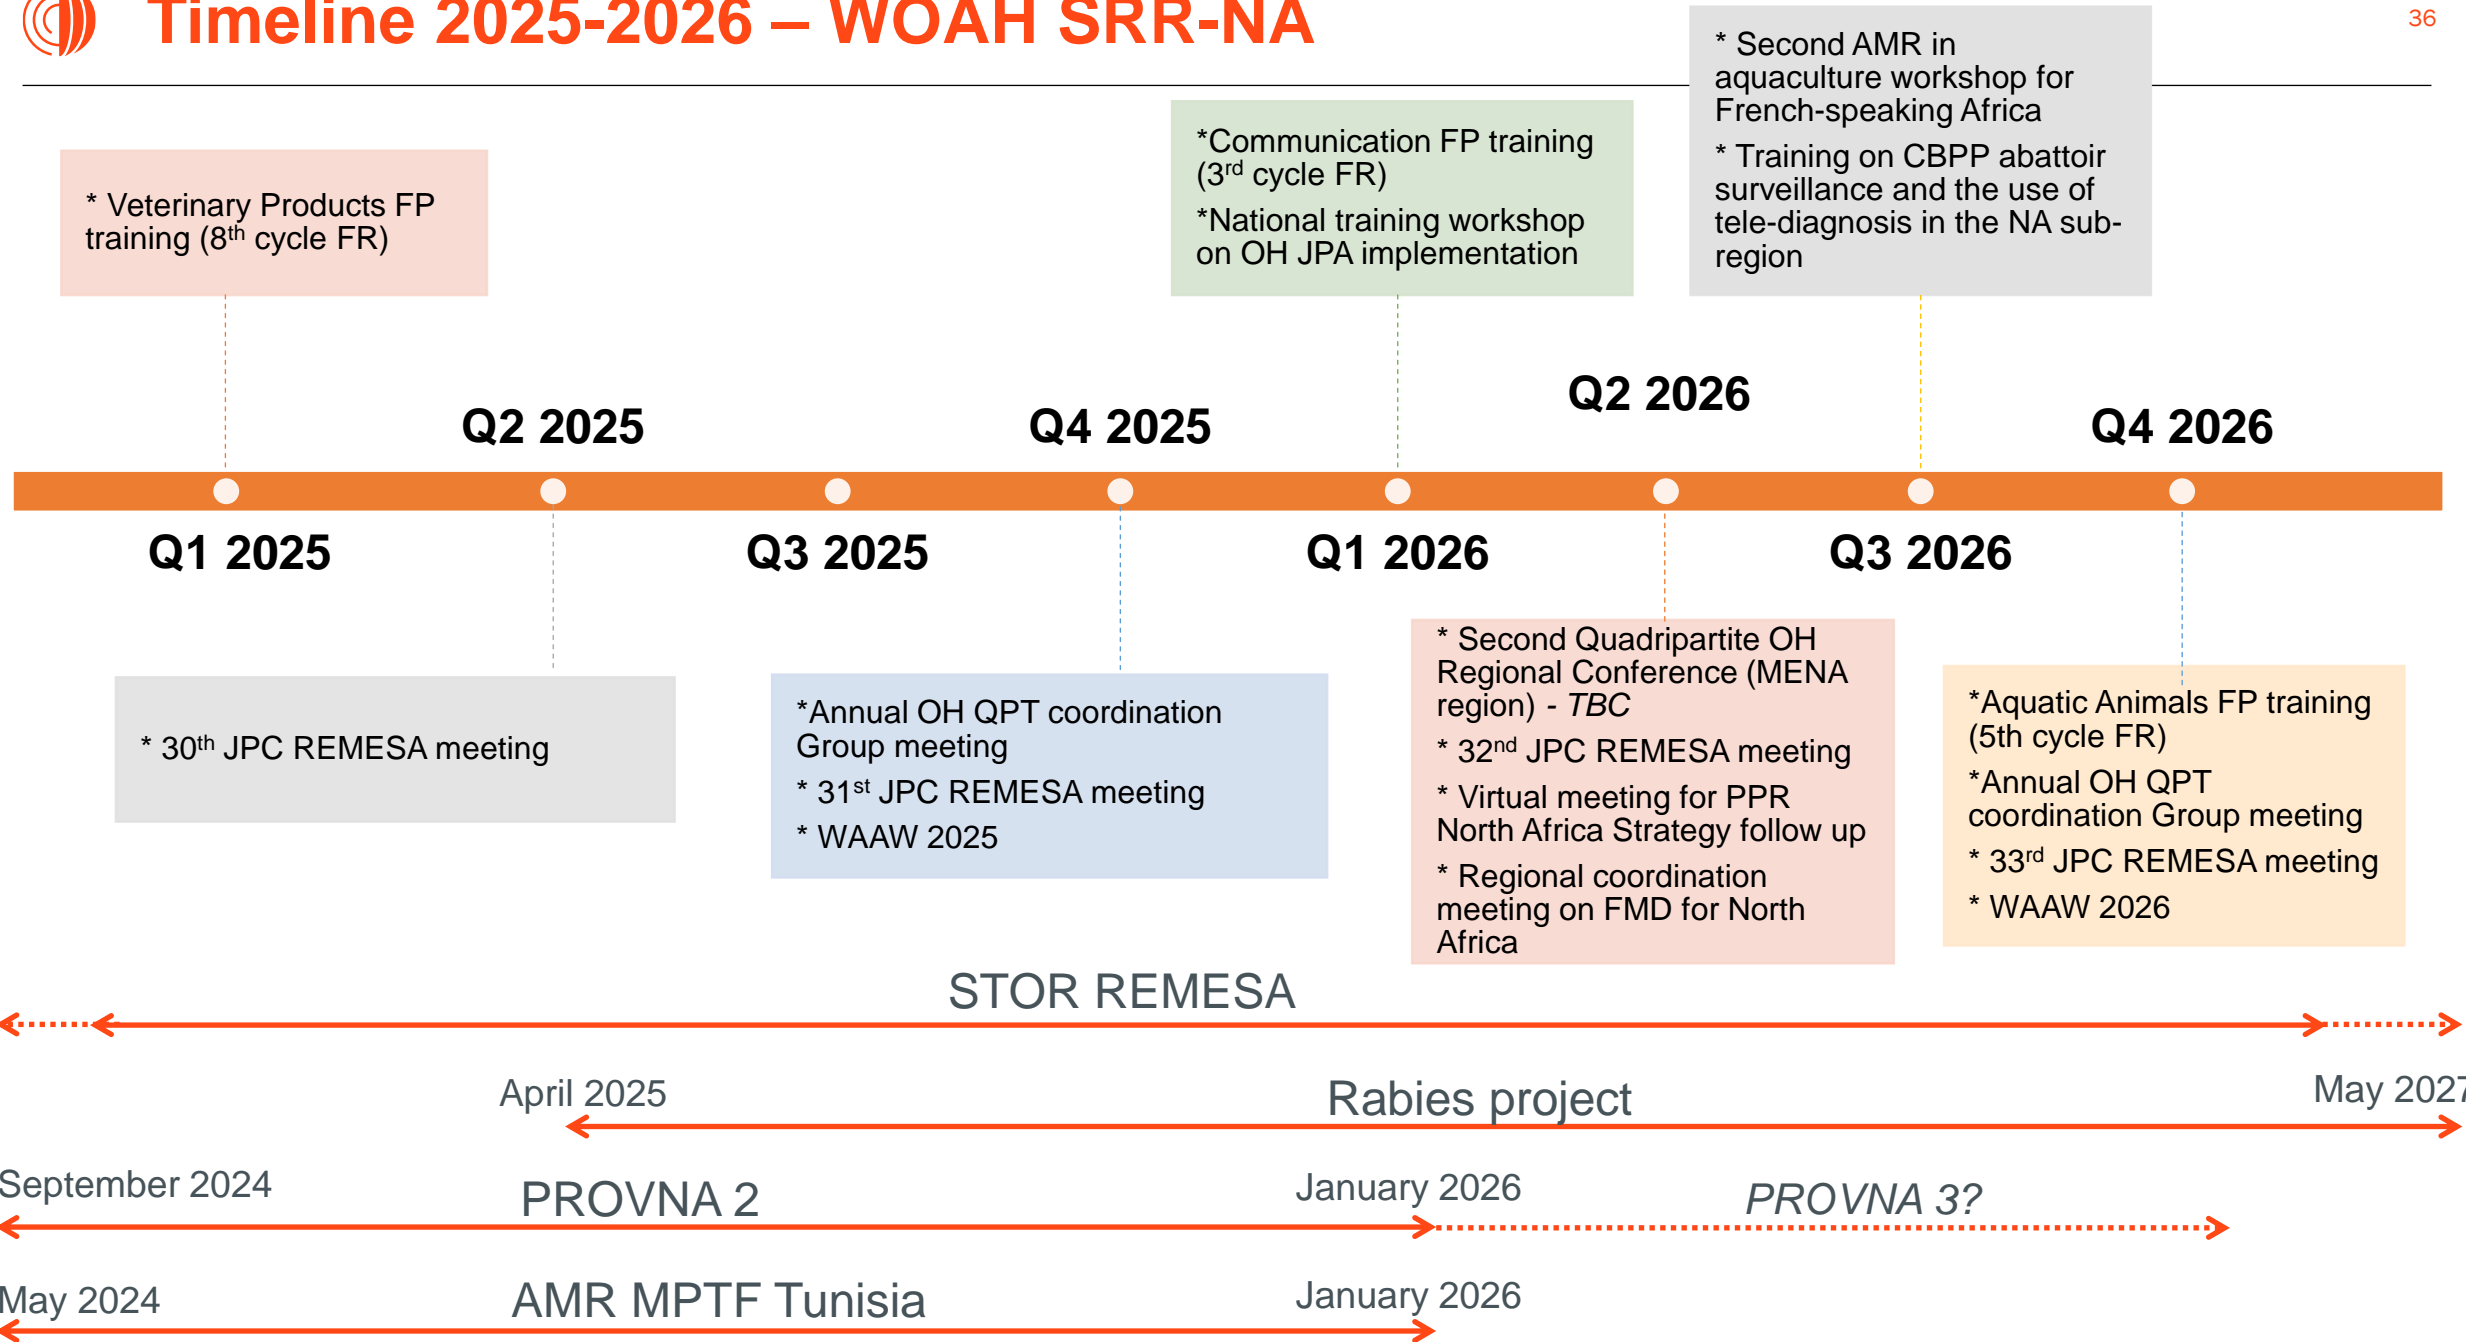 Timeline 2025-2026 – WOAH SRR-NA
36
* Veterinary Products FP
training (8th cycle FR)
*Communication FP training
(3rd cycle FR)
*National training workshop
on OH JPA implementation
* Second AMR in
aquaculture workshop for
French-speaking Africa
* Training on CBPP abattoir
surveillance and the use of
tele-diagnosis in the NA sub-
region
Q2 2025
Q4 2025
Q2 2026
Q4 2026
Q1 2025
Q3 2025
Q1 2026
Q3 2026
* 30th JPC REMESA meeting
*Annual OH QPT coordination
Group meeting
* 31st JPC REMESA meeting
* WAAW 2025
* Second Quadripartite OH
Regional Conference (MENA
region) - TBC
* 32nd JPC REMESA meeting
* Virtual meeting for PPR
North Africa Strategy follow up
* Regional coordination
meeting on FMD for North
Africa
*Aquatic Animals FP training
(5th cycle FR)
*Annual OH QPT
coordination Group meeting
* 33rd JPC REMESA meeting
* WAAW 2026
STOR REMESA
April 2025
Rabies project
May 2027
September 2024
PROVNA 2
January 2026
PROVNA 3?
May 2024
AMR MPTF Tunisia
January 2026